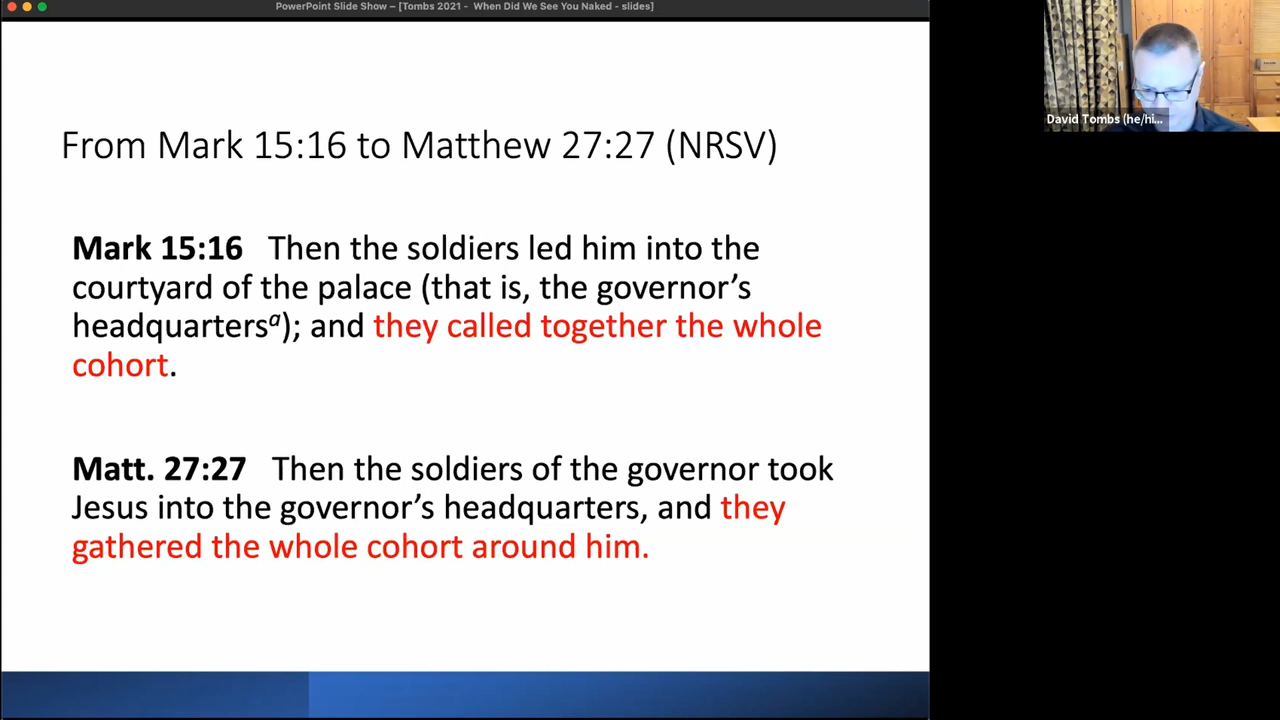 PowerPoint Slide Show – [Tombs 2021 - When Did We See You Naked - slides]
David Tombs (he/hi...
From Mark 15:16 to Matthew 27:27 (NRSV)
Mark 15:16 Then the soldiers led him into the
courtyard of the palace (that is, the governor’s
headquartersᵃ); and they called together the whole
cohort.
Matt. 27:27 Then the soldiers of the governor took
Jesus into the governor’s headquarters, and they
gathered the whole cohort around him.